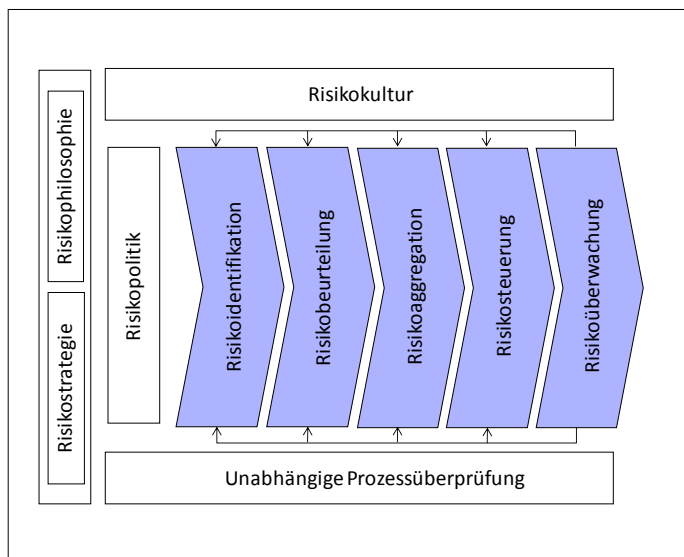 Risikokultur
Risikophilosophie
Risikostrategie
Risikopolitik
Risikoidentifikation
Risikobeurteilung
Risikoaggregation
Risikosteuerung
Risikoüberwachung
Unabhängige Prozessüberprüfung